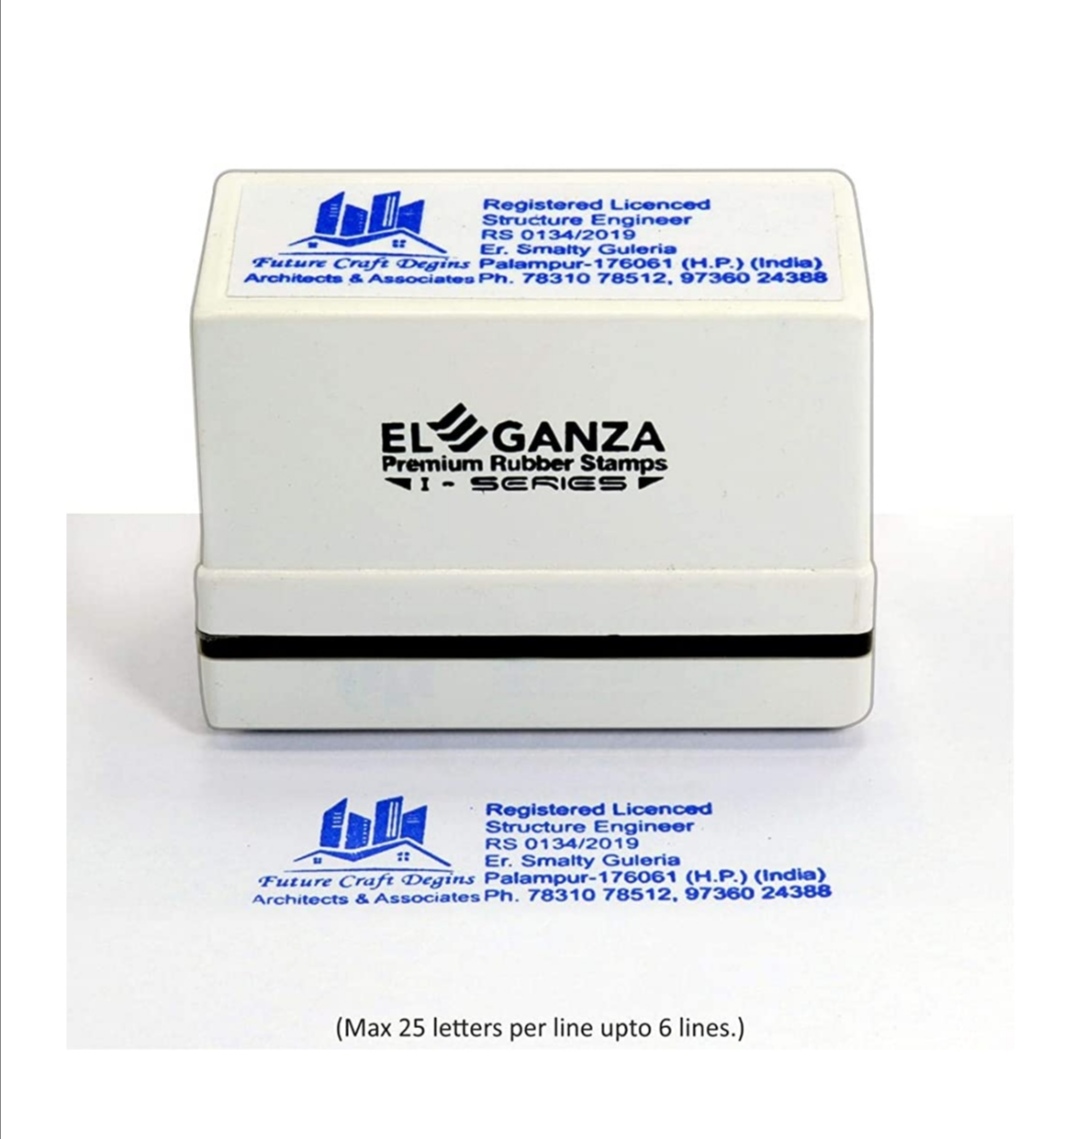 Registered Licenced
Structure Engineer
RS 0134/2019
Er. Smalty Guleria
Future Craft Degins Palampur-176061 (H.P.) (India)
Architects & Associates Ph. 78310 78512, 97360 24388
ELEGANZA
Premium Rubber Stamps
I - SERIES
Registered Licenced
Structure Engineer
RS 0134/2019
Er. Smalty Guleria
Future Craft Degins Palampur-176061 (H.P.) (India)
Architects & Associates Ph. 78310 78512, 97360 24388
(Max 25 letters per line upto 6 lines.)